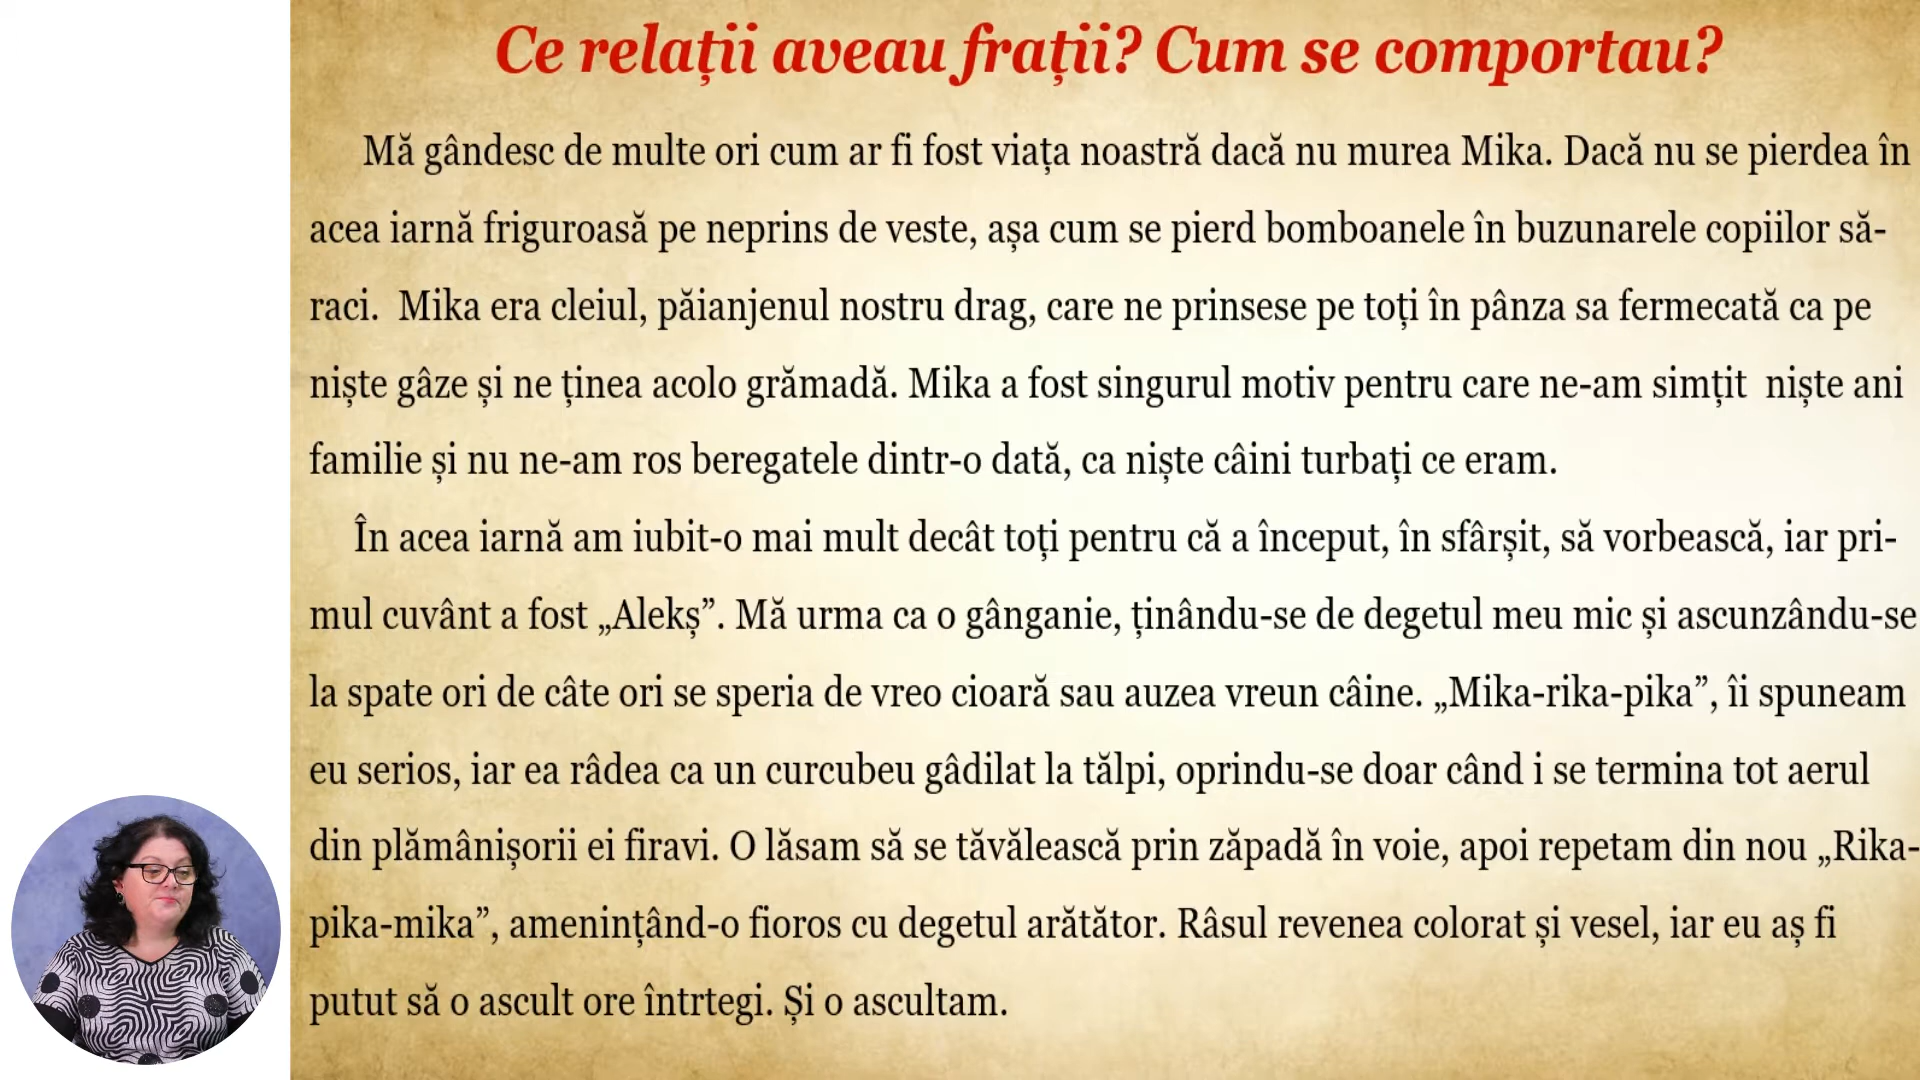 Ce relații aveau frații? Cum se comportau?
Mă gândesc de multe ori cum ar fi fost viața noastră dacă nu murea Mika. Dacă nu se pierdea în
acea iarnă friguroasă pe neprins de veste, așa cum se pierd bomboanele în buzunarele copiilor să-
raci. Mika era cleiul, păianjenul nostru drag, care ne prinsese pe toți în pânza sa fermecată ca pe
niște gâze și ne ținea acolo grămadă. Mika a fost singurul motiv pentru care ne-am simțit niște ani
familie și nu ne-am ros beregatele dintr-o dată, ca niște câini turbați ce eram.
În acea iarnă am iubit-o mai mult decât toți pentru că a început, în sfârșit, să vorbească, iar pri-
mul cuvânt a fost „Alekș”. Mă urma ca o gânganie, ținându-se de degetul meu mic și ascunzându-se
la spate ori de câte ori se speria de vreo cioară sau auzea vreun câine. „Mika-rika-pika”, îi spuneam
eu serios, iar ea râdea ca un curcubeu gâdilat la tălpi, oprindu-se doar când i se termina tot aerul
din plămânișorii ei firavi. O lăsam să se tăvălească prin zăpadă în voie, apoi repetam din nou „Rika-
pika-mika”, amenințând-o fioros cu degetul arătător. Râsul revenea colorat și vesel, iar eu aș fi
putut să o ascult ore întrtegi. Și o ascultam.